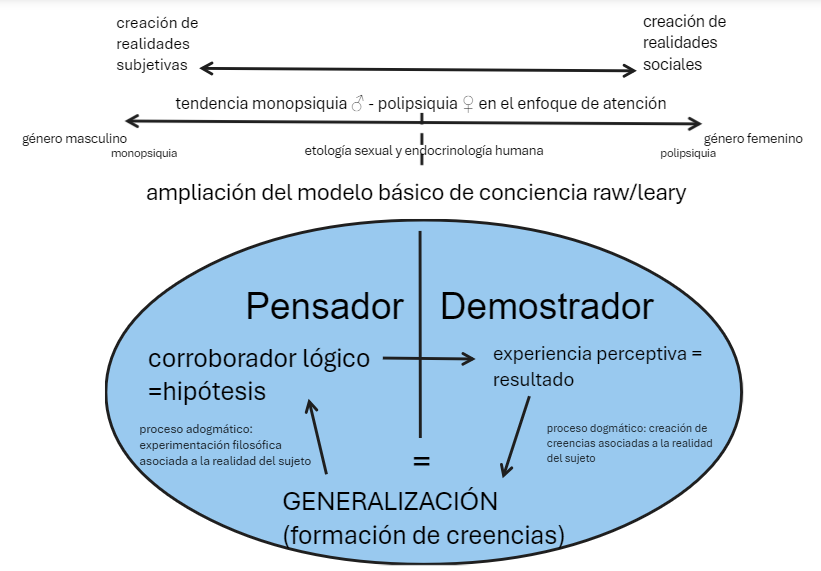 creación de
realidades
subjetivas
creación de
realidades
sociales
tendencia monopsiquia ♂ - polipsiquia ♀ en el enfoque de atención
género masculino
género femenino
monopsiquia
etología sexual y endocrinología humana
polipsiquia
ampliación del modelo básico de conciencia raw/leary
Pensador
Demostrador
corroborador lógico
=hipótesis
experiencia perceptiva =
resultado
proceso adogmático:
experimentación filosófica
asociada a la realidad del sujeto
proceso dogmático: creación de
creencias asociadas a la realidad
del sujeto
=
GENERALIZACIÓN
(formación de creencias)